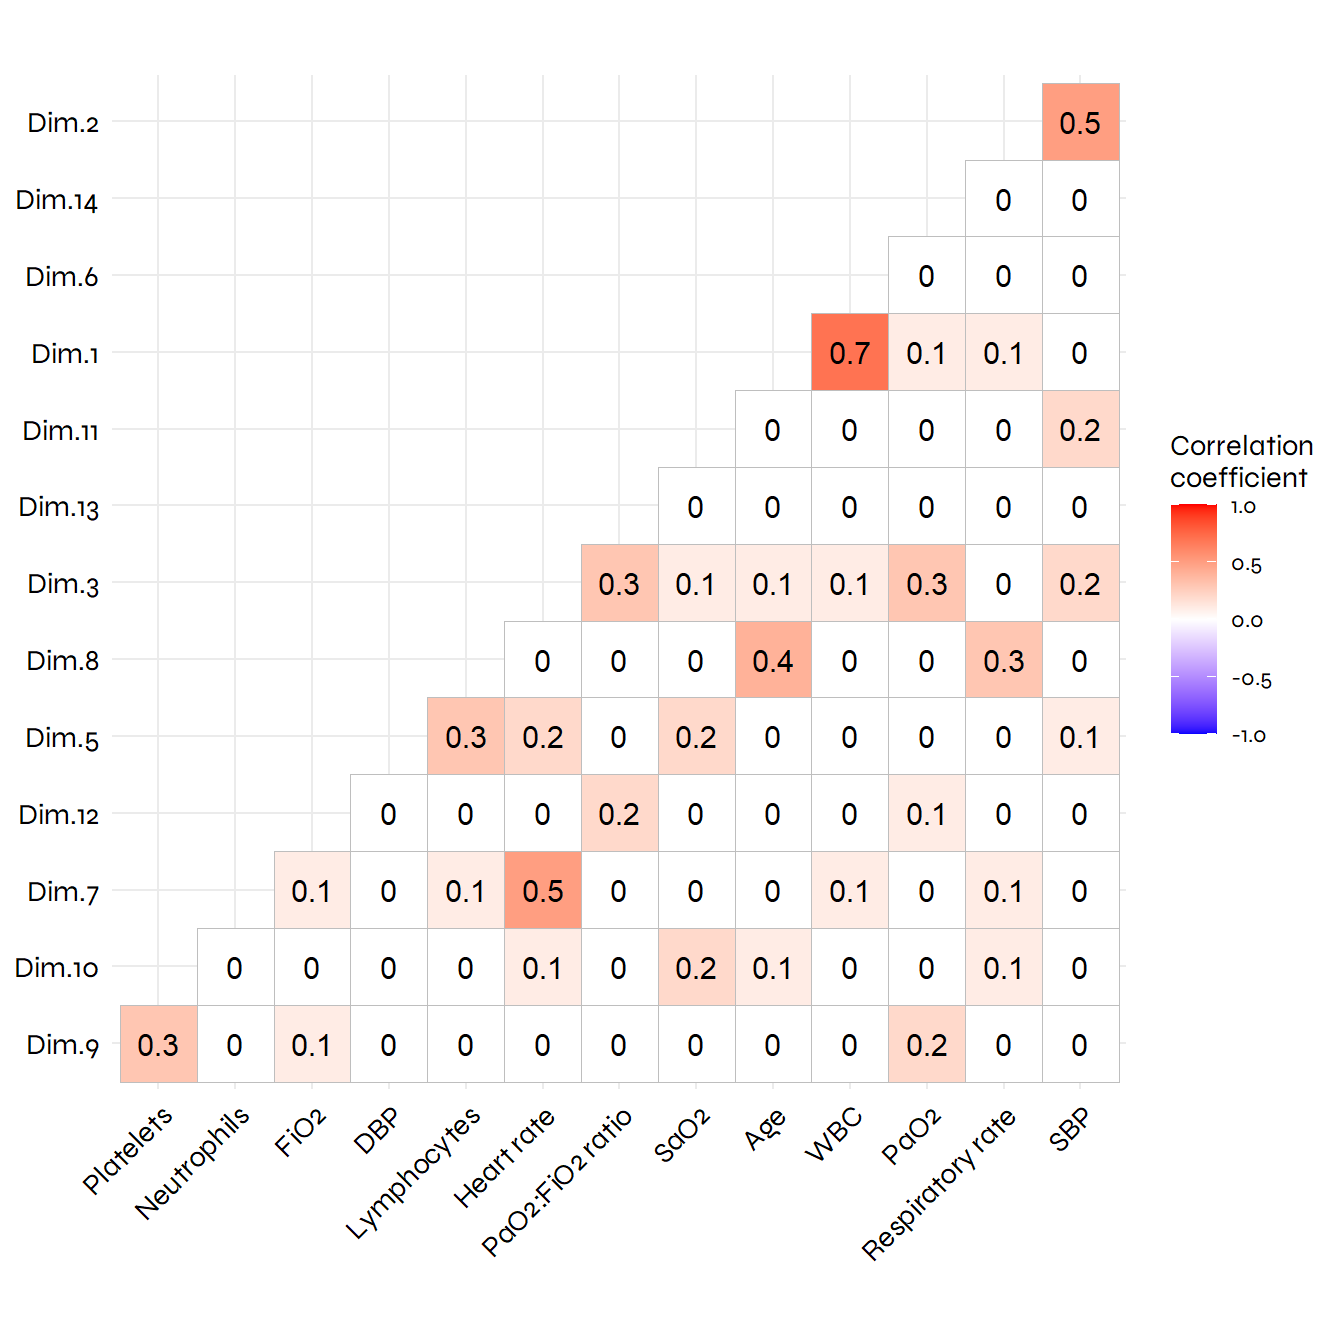 Dim.2 0.5
Dim.14 0 0
Dim.6 0 0 0
Dim.1 0.7 0.1 0.1 0
Dim.11 0 0 0 0 0.2
Dim.13 0 0 0 0 0 0
Dim.3 0.3 0.1 0.1 0.1 0.3 0 0.2
Dim.8 0 0 0 0.4 0 0 0.3 0
Dim.5 0.3 0.2 0 0.2 0 0 0 0 0.1
Dim.12 0 0 0 0.2 0 0 0 0.1 0 0
Dim.7 0.1 0 0.1 0.5 0 0 0 0.1 0 0.1 0
Dim.10 0 0 0 0 0.1 0 0.2 0.1 0 0 0.1 0
Dim.9 0.3 0 0.1 0 0 0 0 0 0 0 0.2 0 0
Platelets
Neutrophils
FiO2
DBP
Lymphocytes
Heart rate
PaO2:FiO2 ratio
SaO2
Age
WBC
PaO2
Respiratory rate
SBP
Correlation
coefficient
1.0
0.5
0.0
-0.5
-1.0